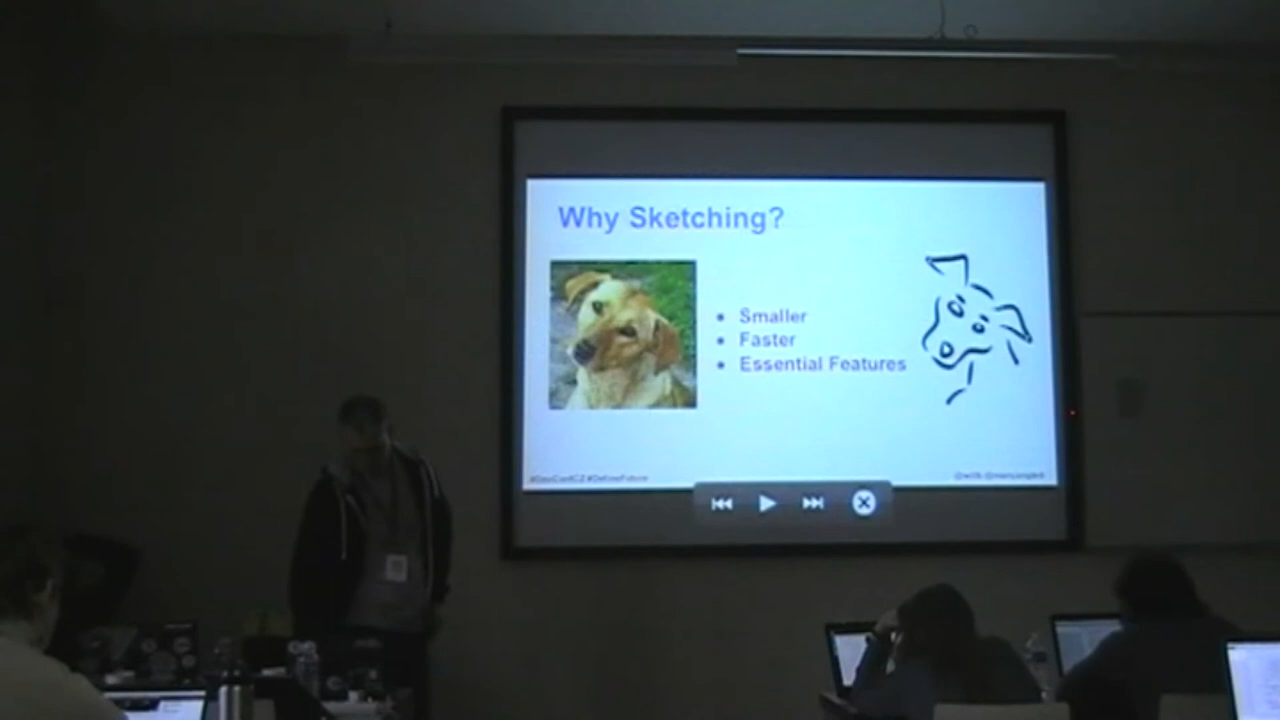 Why Sketching?
• Smaller
• Faster
• Essential Features